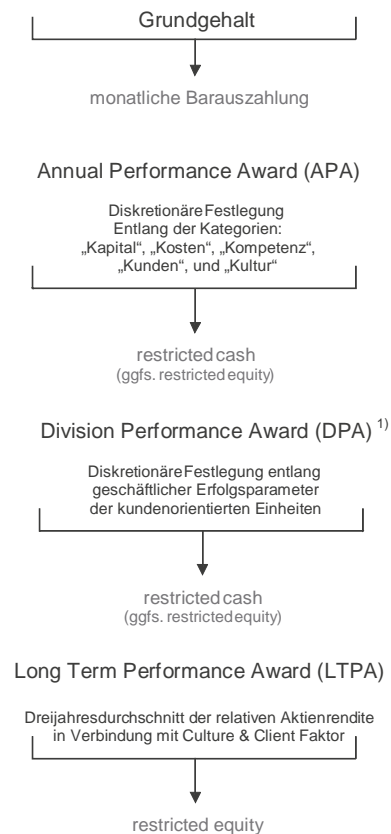 Grundgehalt
monatliche Barauszahlung
Annual Performance Award (APA)
Diskretionäre Festlegung
Entlang der Kategorien:
„Kapital“, „Kosten“, „Kompetenz“,
„Kunden“, und „Kultur“
restricted cash
(ggfs. restricted equity)
Division Performance Award (DPA) 1)
Diskretionäre Festlegung entlang
geschäftlicher Erfolgsparameter
der kundenorientierten Einheiten
restricted cash
(ggfs. restricted equity)
Long Term Performance Award (LTPA)
Dreijahresdurchschnitt der relativen Aktienrendite
in Verbindung mit Culture & Client Faktor
restricted equity